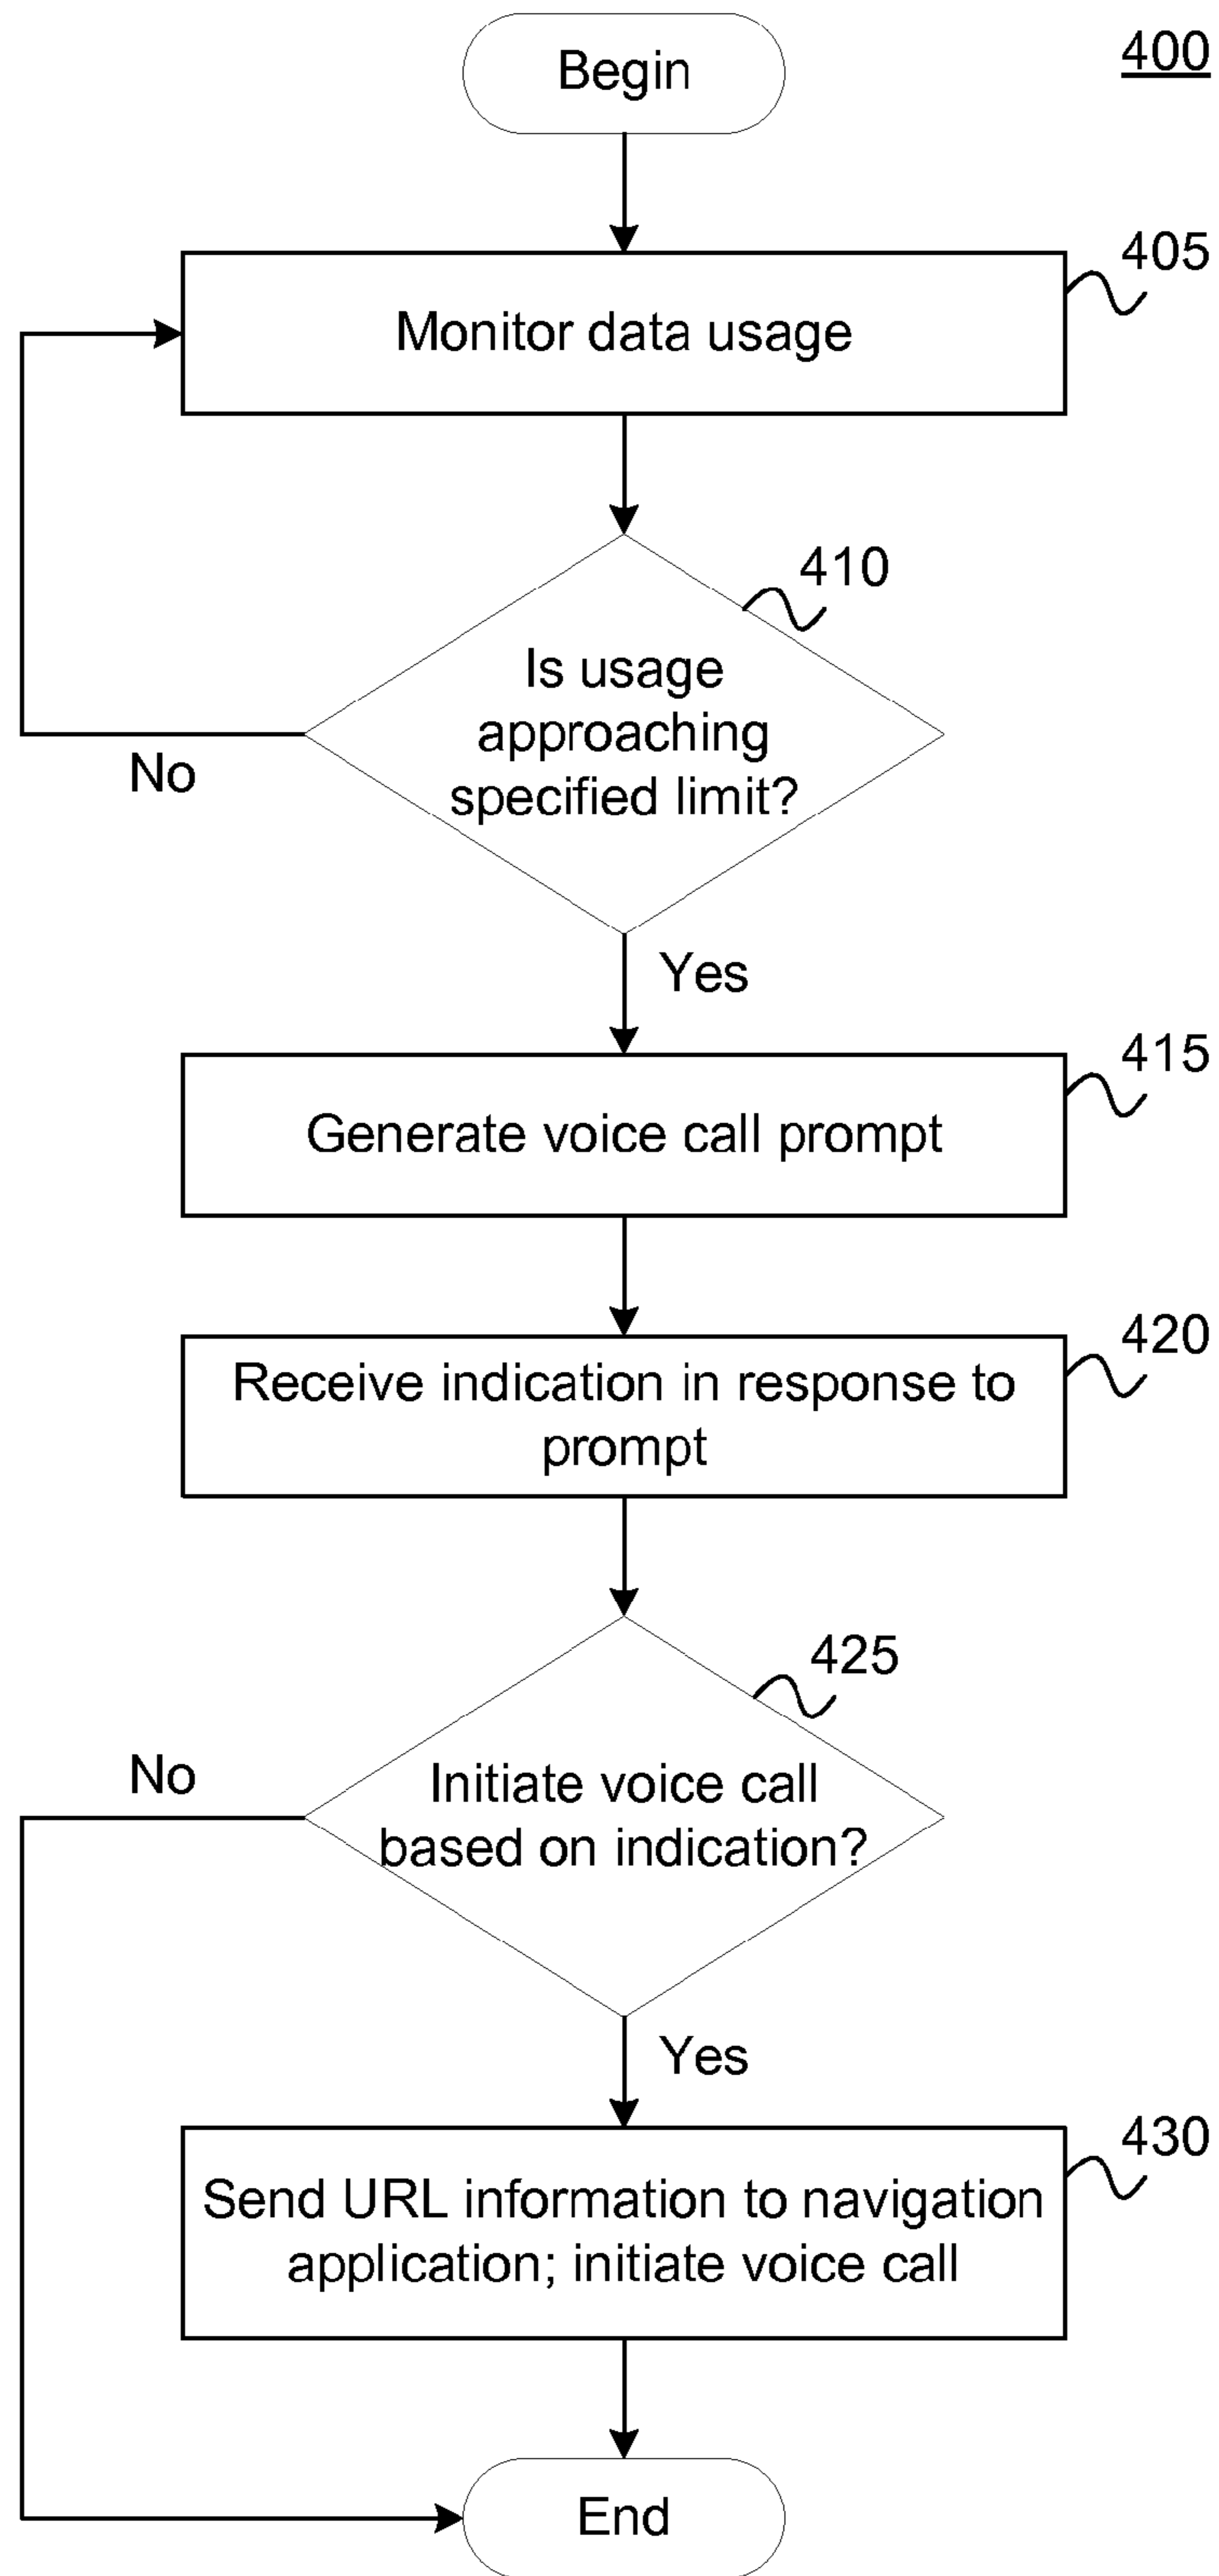 Begin
400
405
Monitor data usage
410
Is usage
approaching
specified limit?
No
Yes
415
Generate voice call prompt
420
Receive indication in response to
prompt
425
No
Initiate voice call
based on indication?
Yes
430
Send URL information to navigation
application; initiate voice call
End